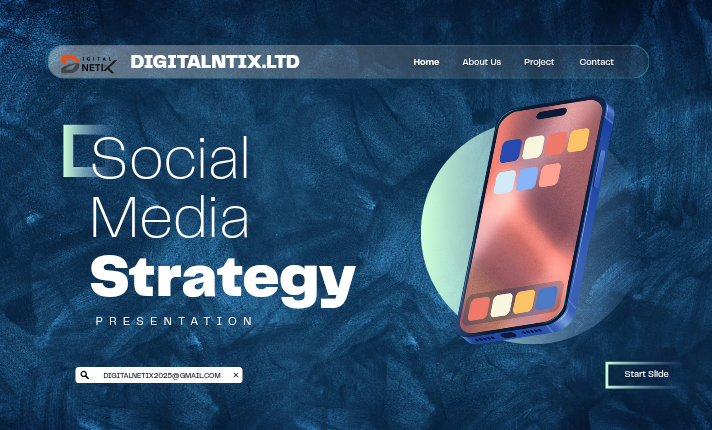 DIGITAL
NETIX
DIGITALNTIX.LTD
Home
About Us
Project
Contact
Social
Media
Strategy
PRESENTATION
DIGITALNETIX2025@GMAIL.COM
Start Slide